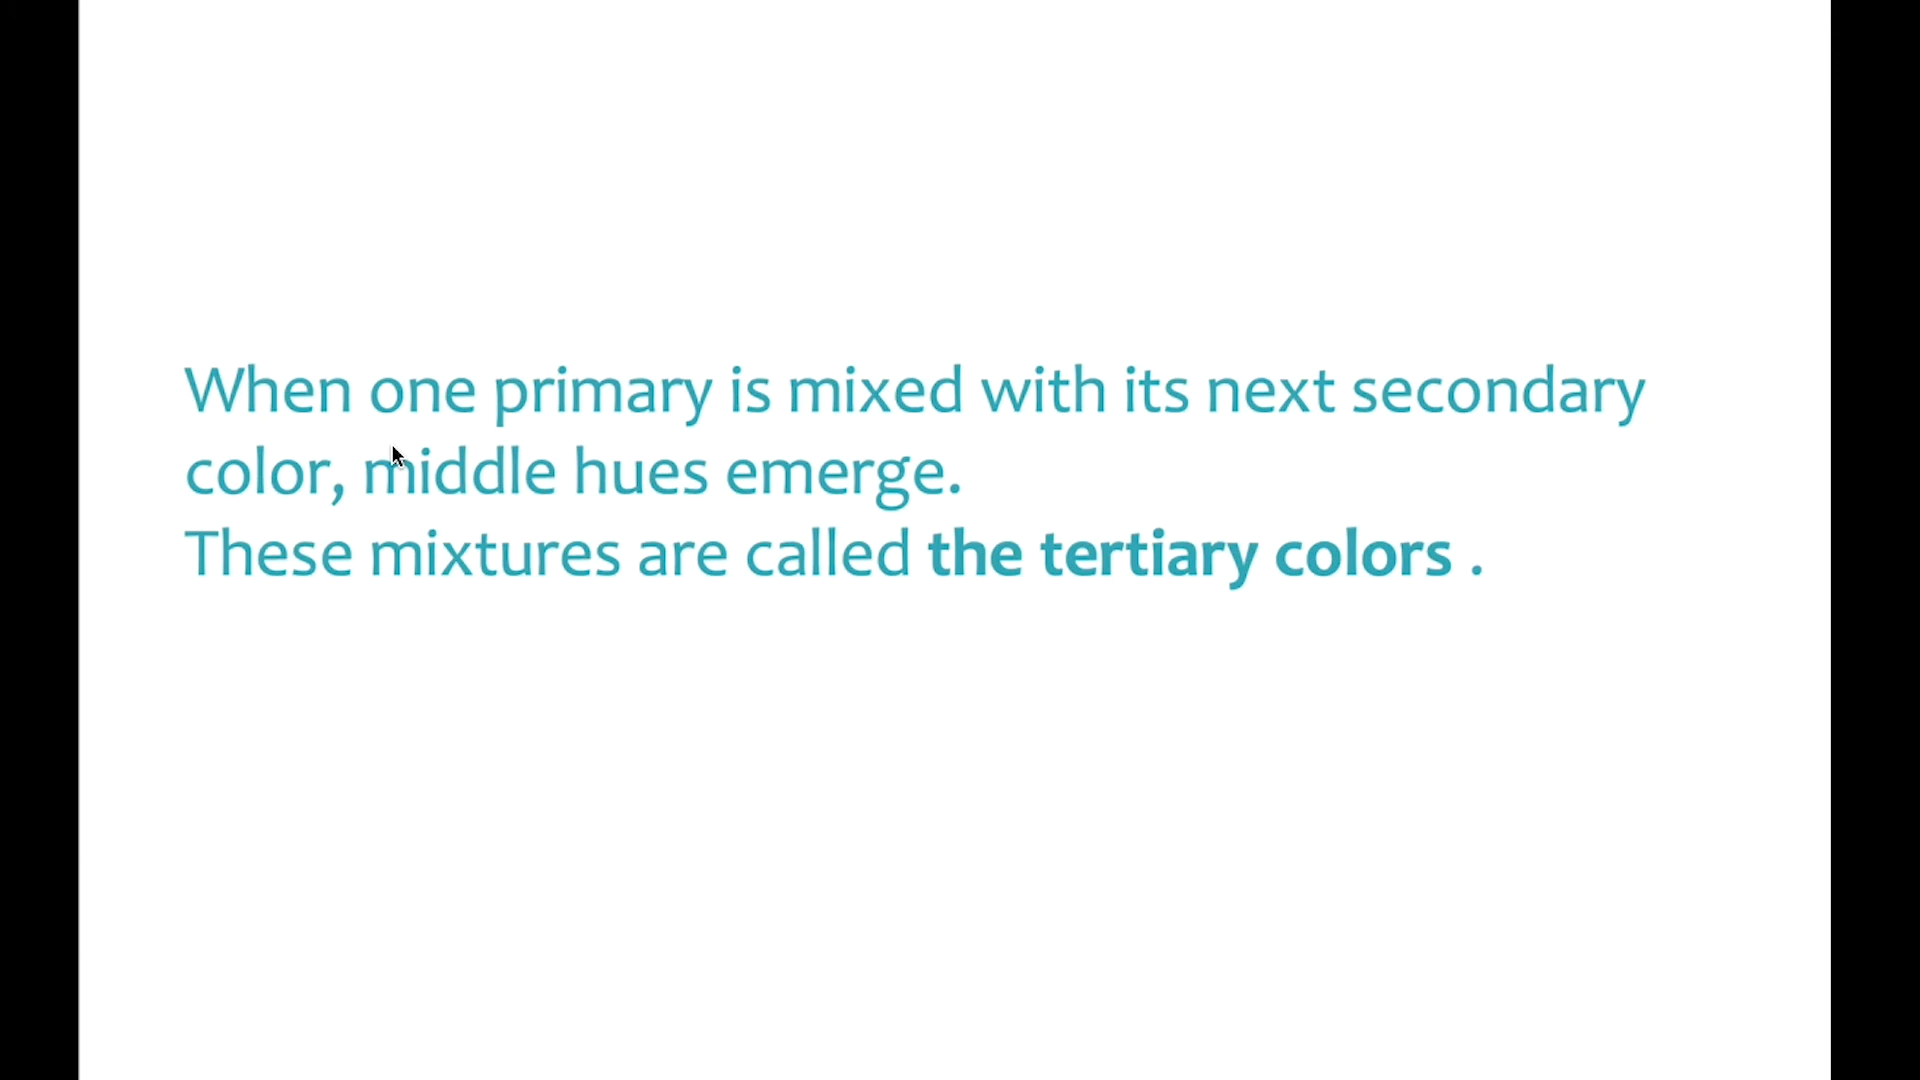 When one primary is mixed with its next secondary
color, middle hues emerge.
These mixtures are called the tertiary colors .